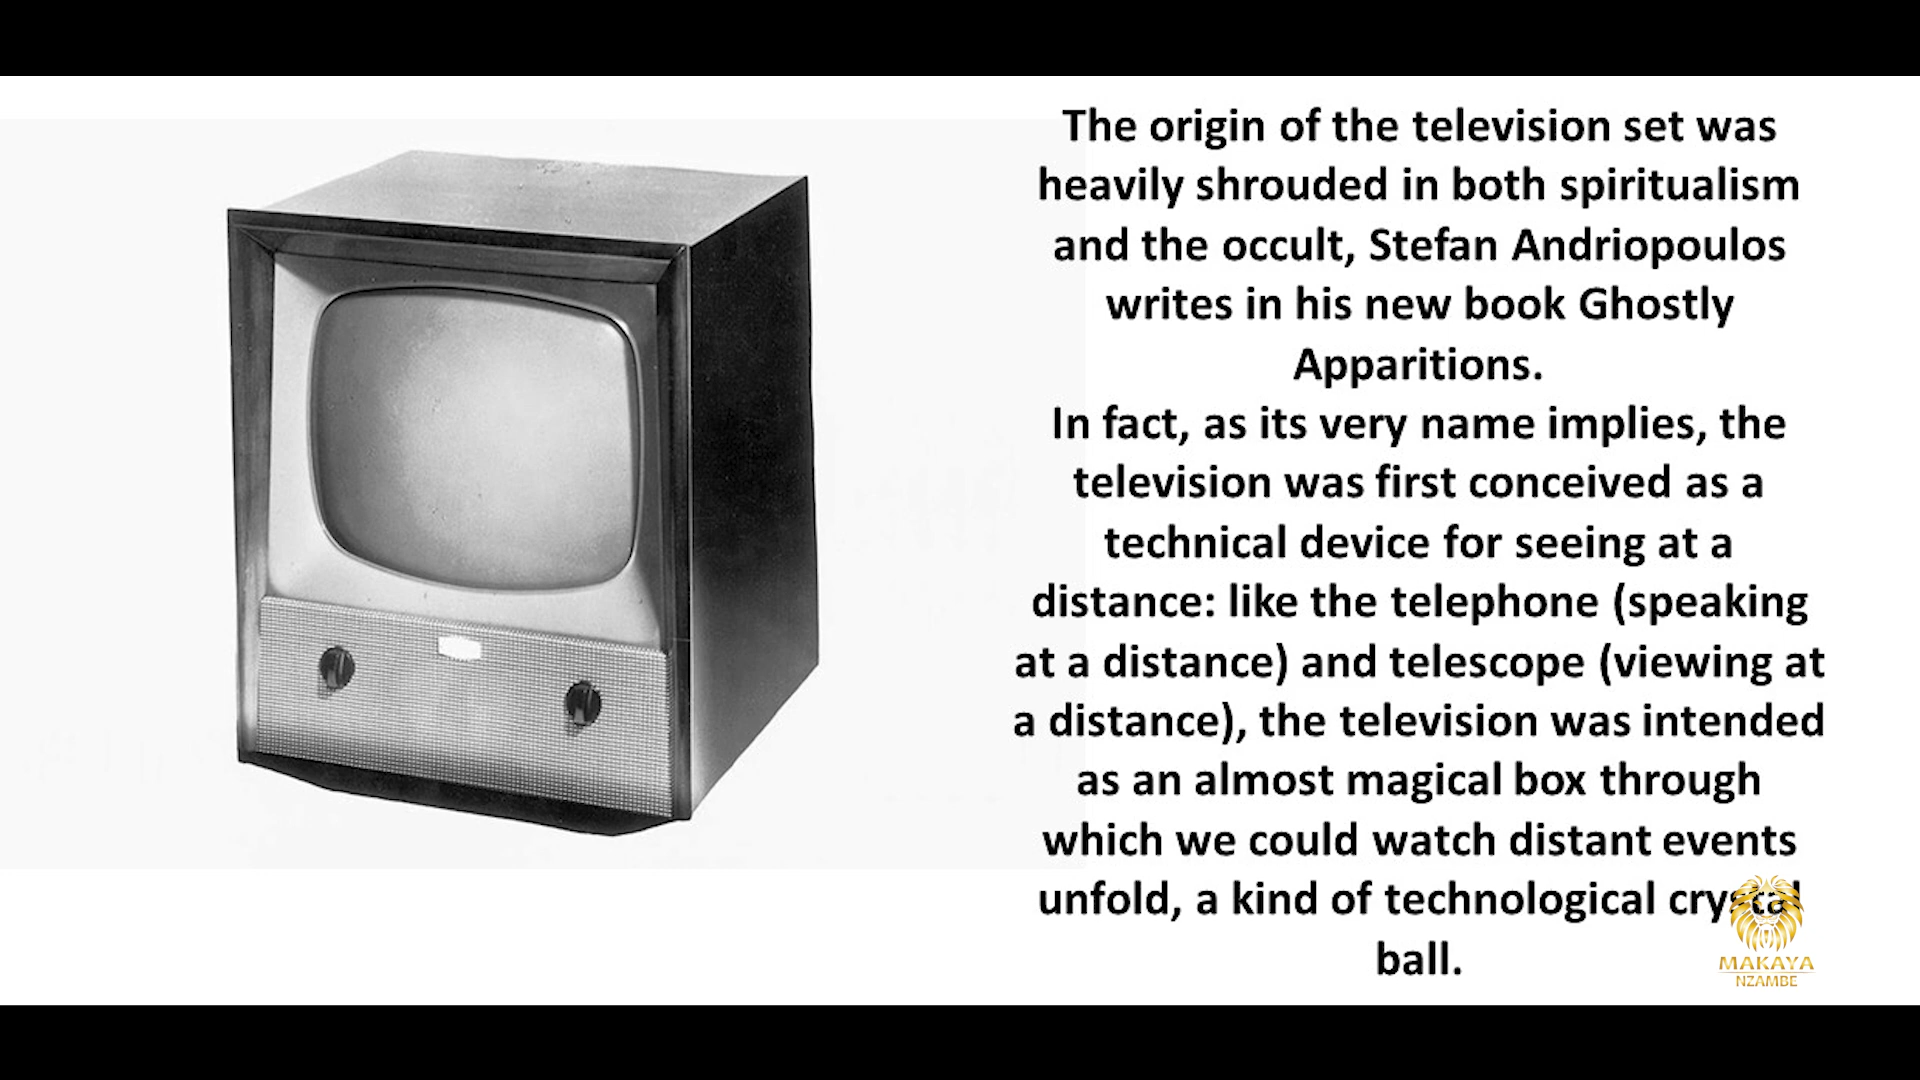 The origin of the television set was
heavily shrouded in both spiritualism
and the occult, Stefan Andriopoulos
writes in his new book Ghostly
Apparitions.
In fact, as its very name implies, the
television was first conceived as a
technical device for seeing at a
distance: like the telephone (speaking
at a distance) and telescope (viewing at
a distance), the television was intended
as an almost magical box through
which we could watch distant events
unfold, a kind of technological crystal
ball.
MAKAYA
NZAMBE